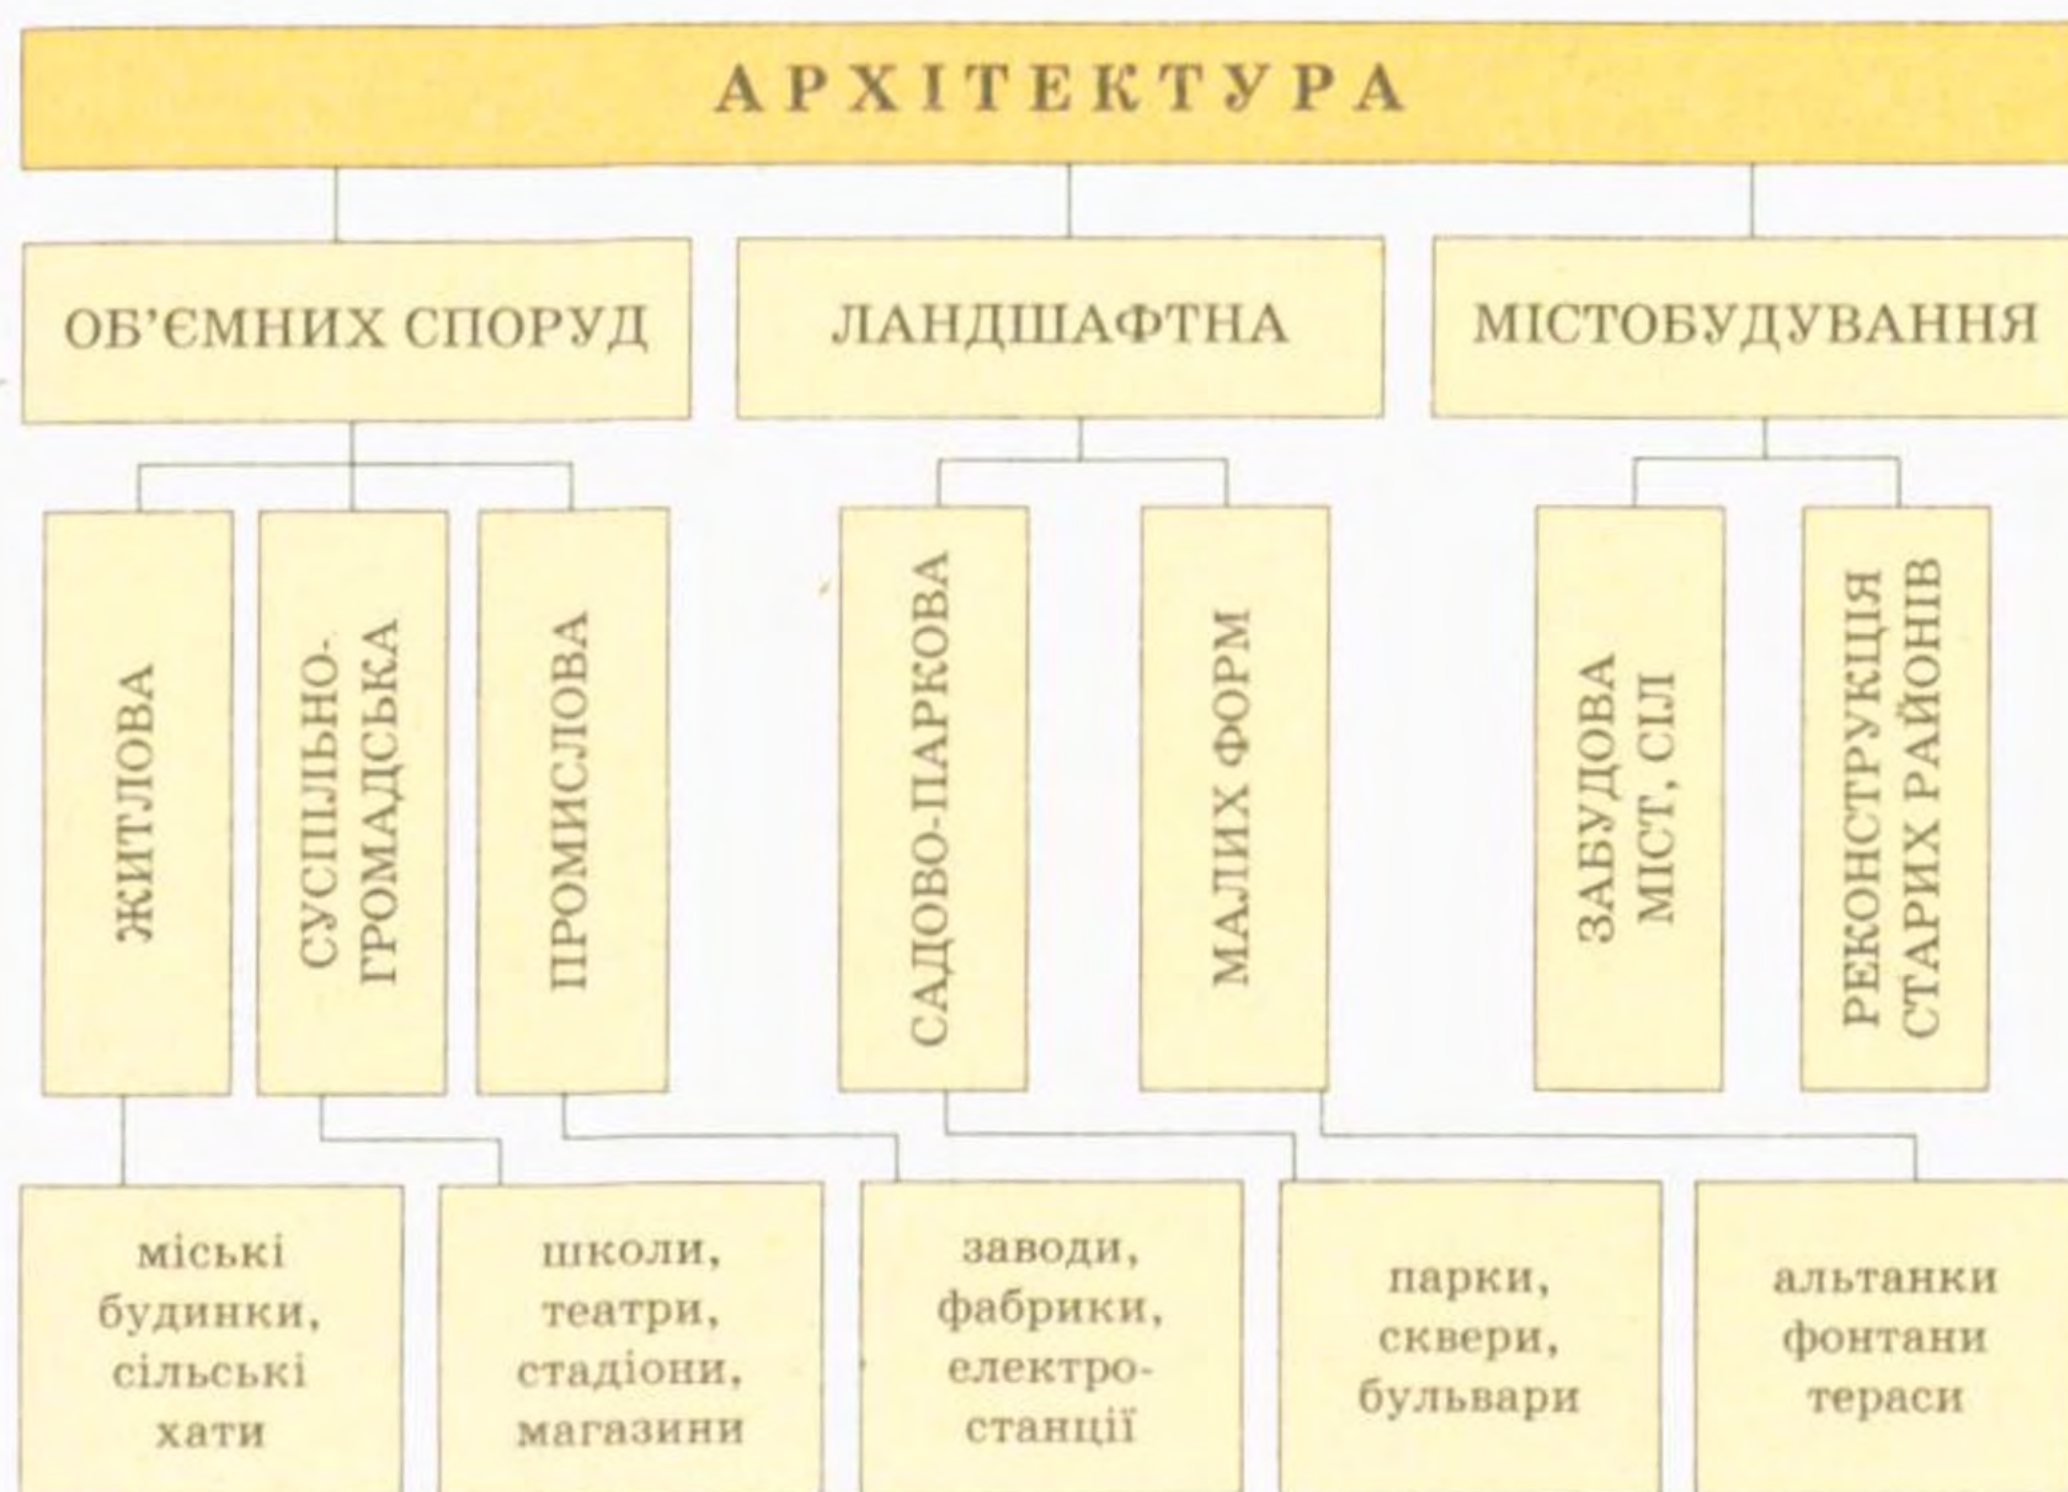 АРХІТЕКТУРА
ОБ’ЄМНИХ СПОРУД
ЛАНДШАФТНА
МІСТОБУДУВАННЯ
ЖИТЛОВА
СУСПІЛЬНО-
ГРОМАДСЬКА
ПРОМИСЛОВА
САДОВО-ПАРКОВА
МАЛИХ ФОРМ
ЗАБУДОВА
МІСТ, СІЛ
РЕКОНСТРУКЦІЯ
СТАРИХ РАЙОНІВ
міські
будинки,
сільські
хати
школи,
театри,
стадіони,
магазини
заводи,
фабрики,
електро-
станції
парки,
сквери,
бульвари
альтанки
фонтани
тераси